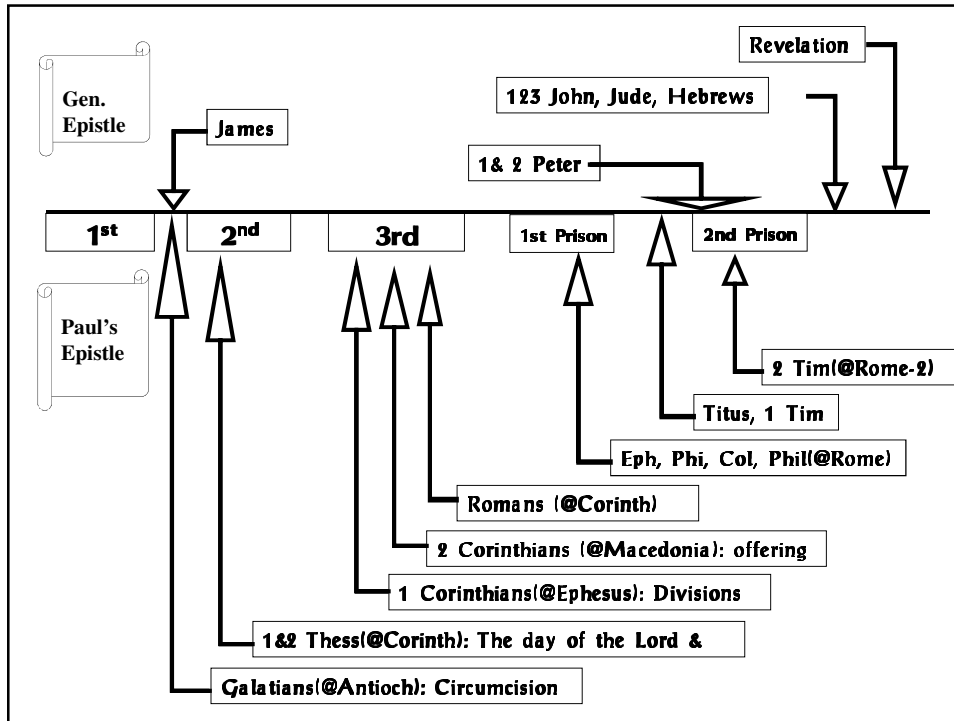 Revelation
Gen.
Epistle
123 John, Jude, Hebrews
James
1& 2 Peter
1st
2nd
3rd
1st Prison
2nd Prison
Paul's
Epistle
2 Tim(@Rome-2)
Titus, 1 Tim
Eph, Phi, Col, Phil(@Rome)
Romans (@Corinth)
2 Corinthians (@Macedonia): offering
1 Corinthians(@Ephesus): Divisions
1&2 Thess(@Corinth): The day of the Lord &
Galatians(@Antioch): Circumcision